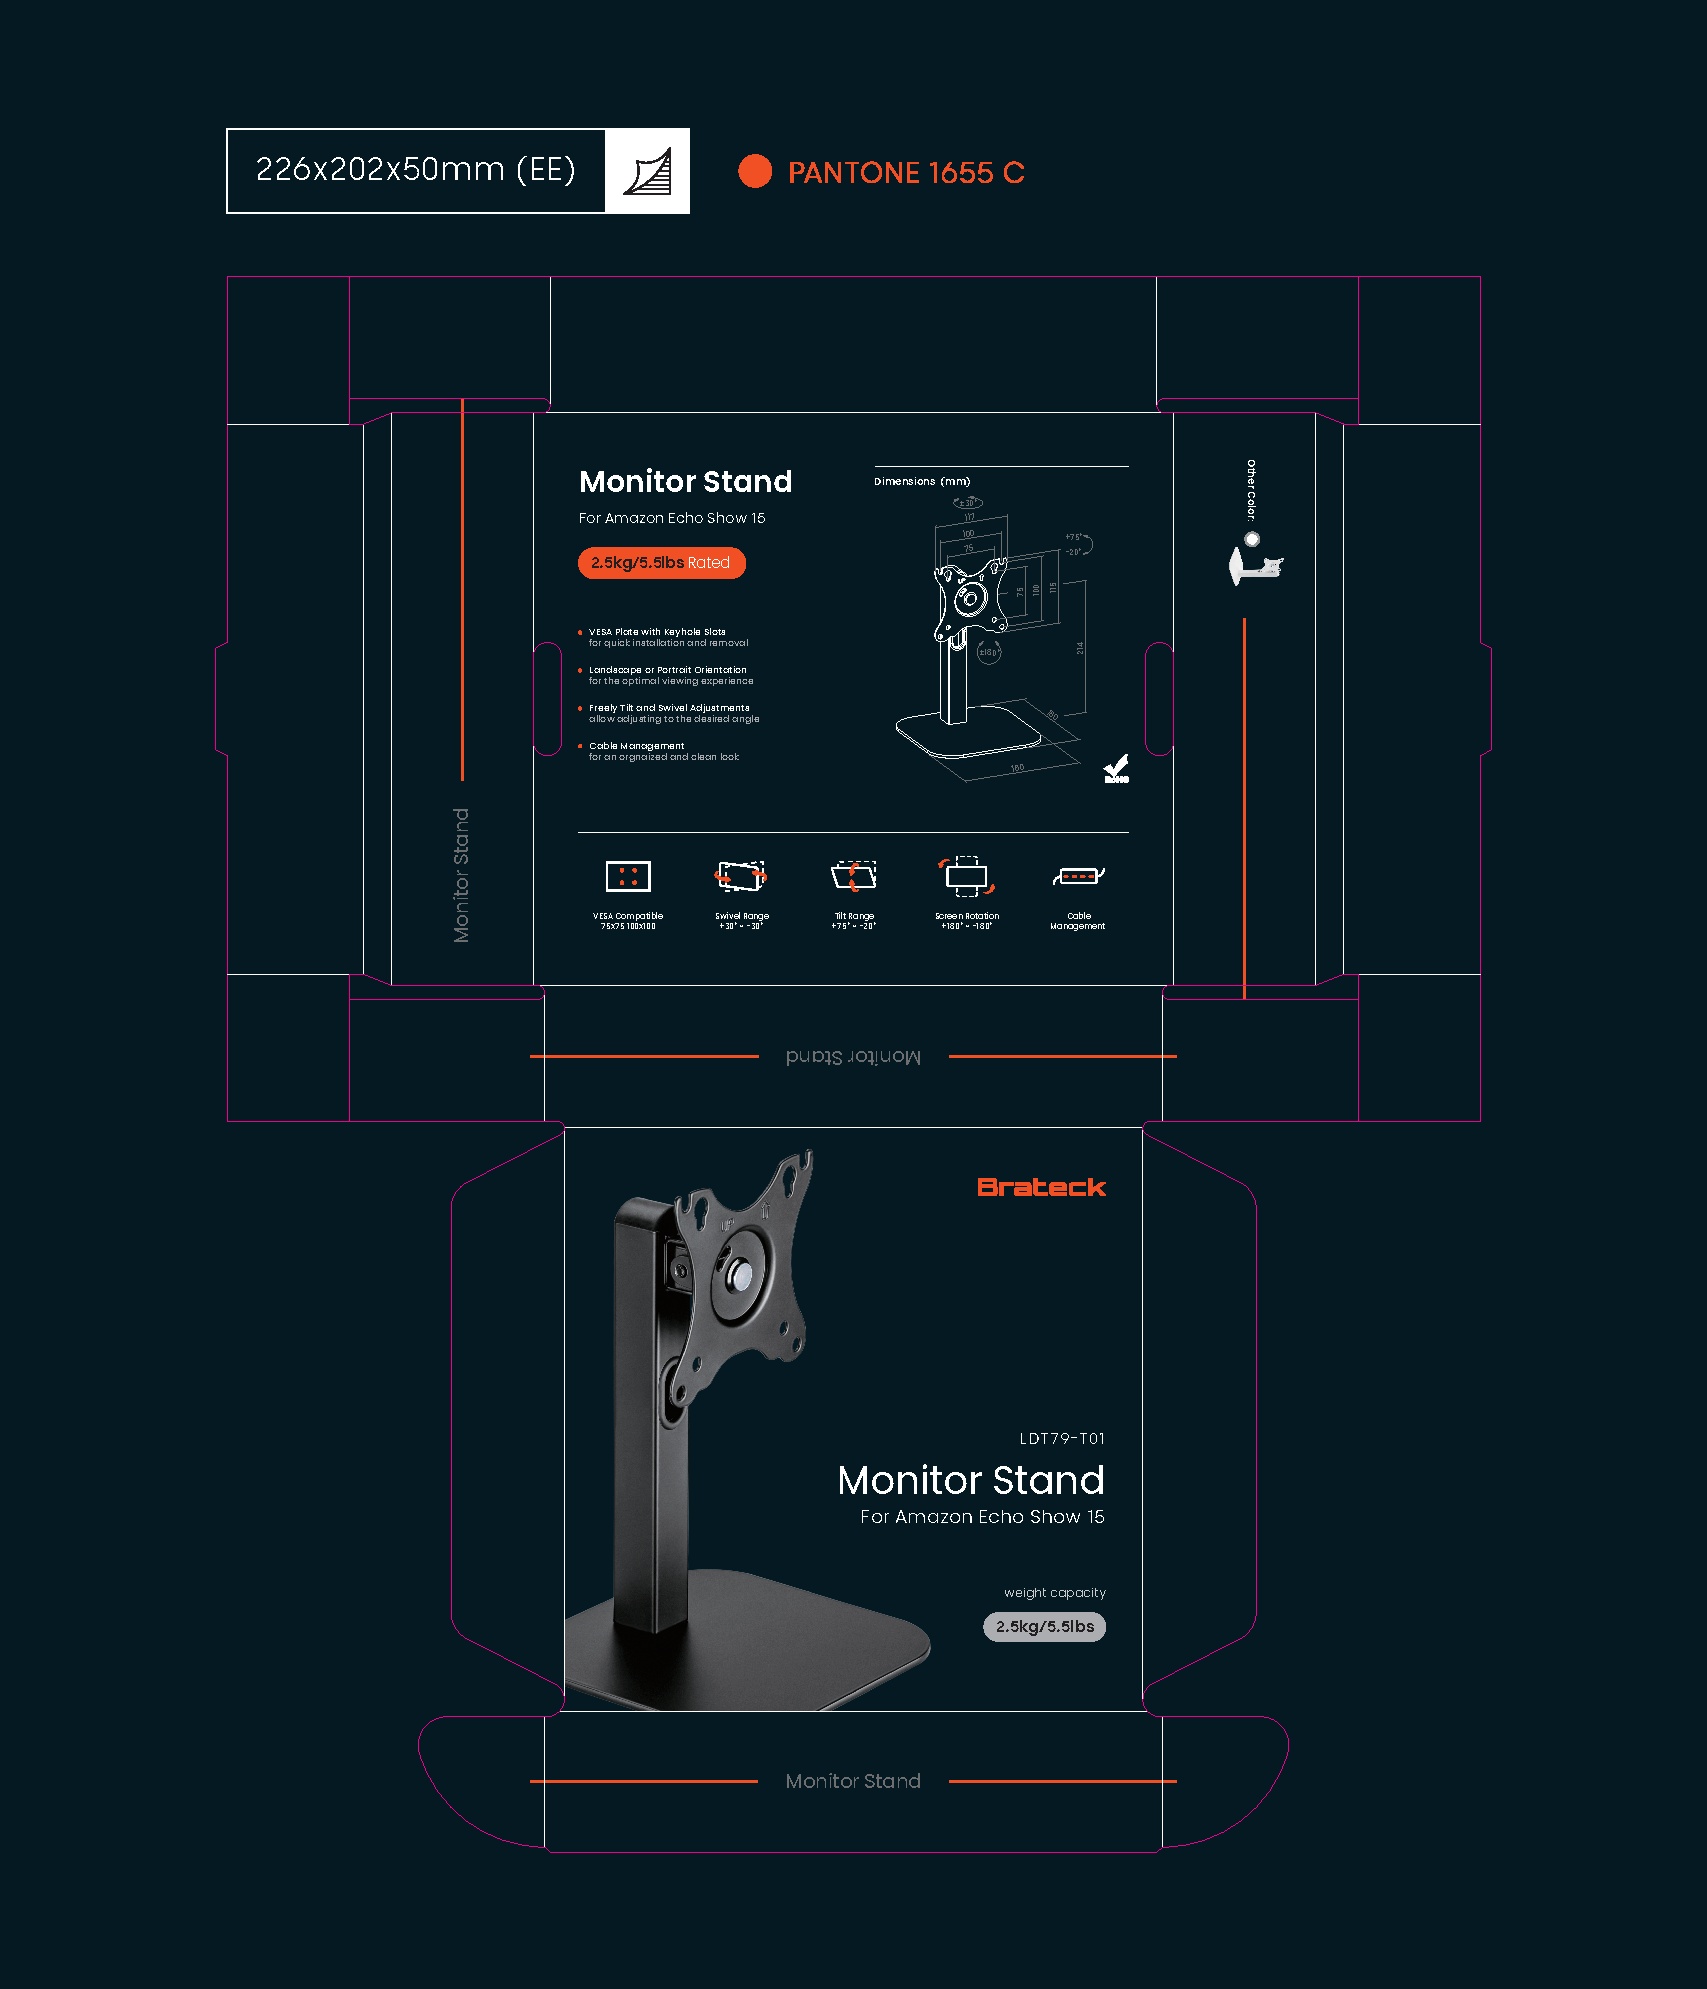 226x202x50mm (EE)
PANTONE 1655 C
Monitor Stand
For Amazon Echo Show 15
2.5kg/5.5lbs Rated
VESA Plate with Keyhole Slots
for quick installation and removal
Landscape or Portrait Orientation
for the optimal viewing experience
Freely Tilt and Swivel Adjustments
allow adjusting to the desired angle
Cable Management
for an orgnaized and clean look
Dimensions (mm)
±30°
117
100
75
+75°
-20°
75
100
115
214
±180°
180
160
Other Color:
Monitor Stand
VESA Compatible
75x75 100x100
Swivel Range
+30° ~ -30°
Tilt Range
+75° ~ -20°
Screen Rotation
+180° ~ -180°
Cable
Management
Monitor Stand
Brateck
UP
LDT79-T01
Monitor Stand
For Amazon Echo Show 15
weight capacity
2.5kg/5.5lbs
Monitor Stand